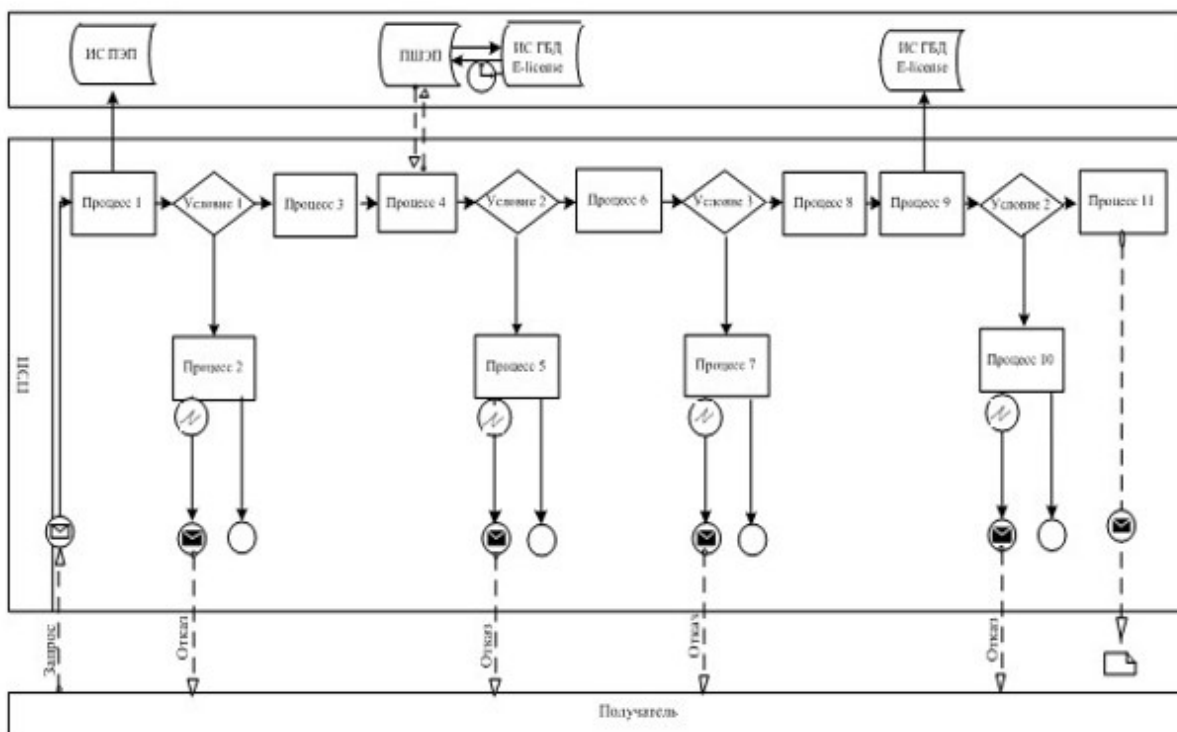 ИС ПЭП
ПШЭП
ИС ГБД
E-license
ИС ГБД
E-license
Процесс 1
Условие 1
Процесс 3
Процесс 4
Условие 2
Процесс 6
Условие 3
Процесс 8
Процесс 9
Условие 2
Процесс 11
Процесс 2
Процесс 5
Процесс 7
Процесс 10
Запрос
Отказ
Отказ
Отказ
Отказ
Получатель